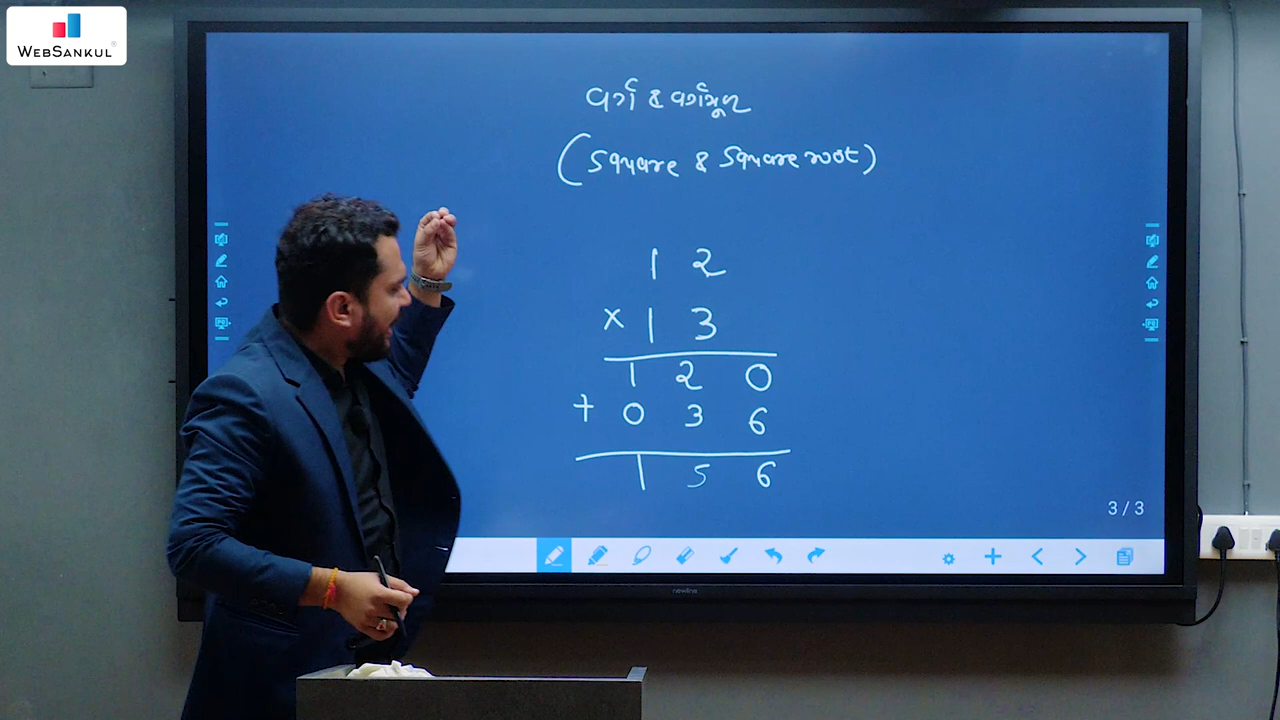 WEBSANKUL®
વર્ગ & વર્ગમૂળ
(Square & Square root)
1 2
× 1 3
1 2 0
+ 0 3 6
1 5 6
3 / 3
newline